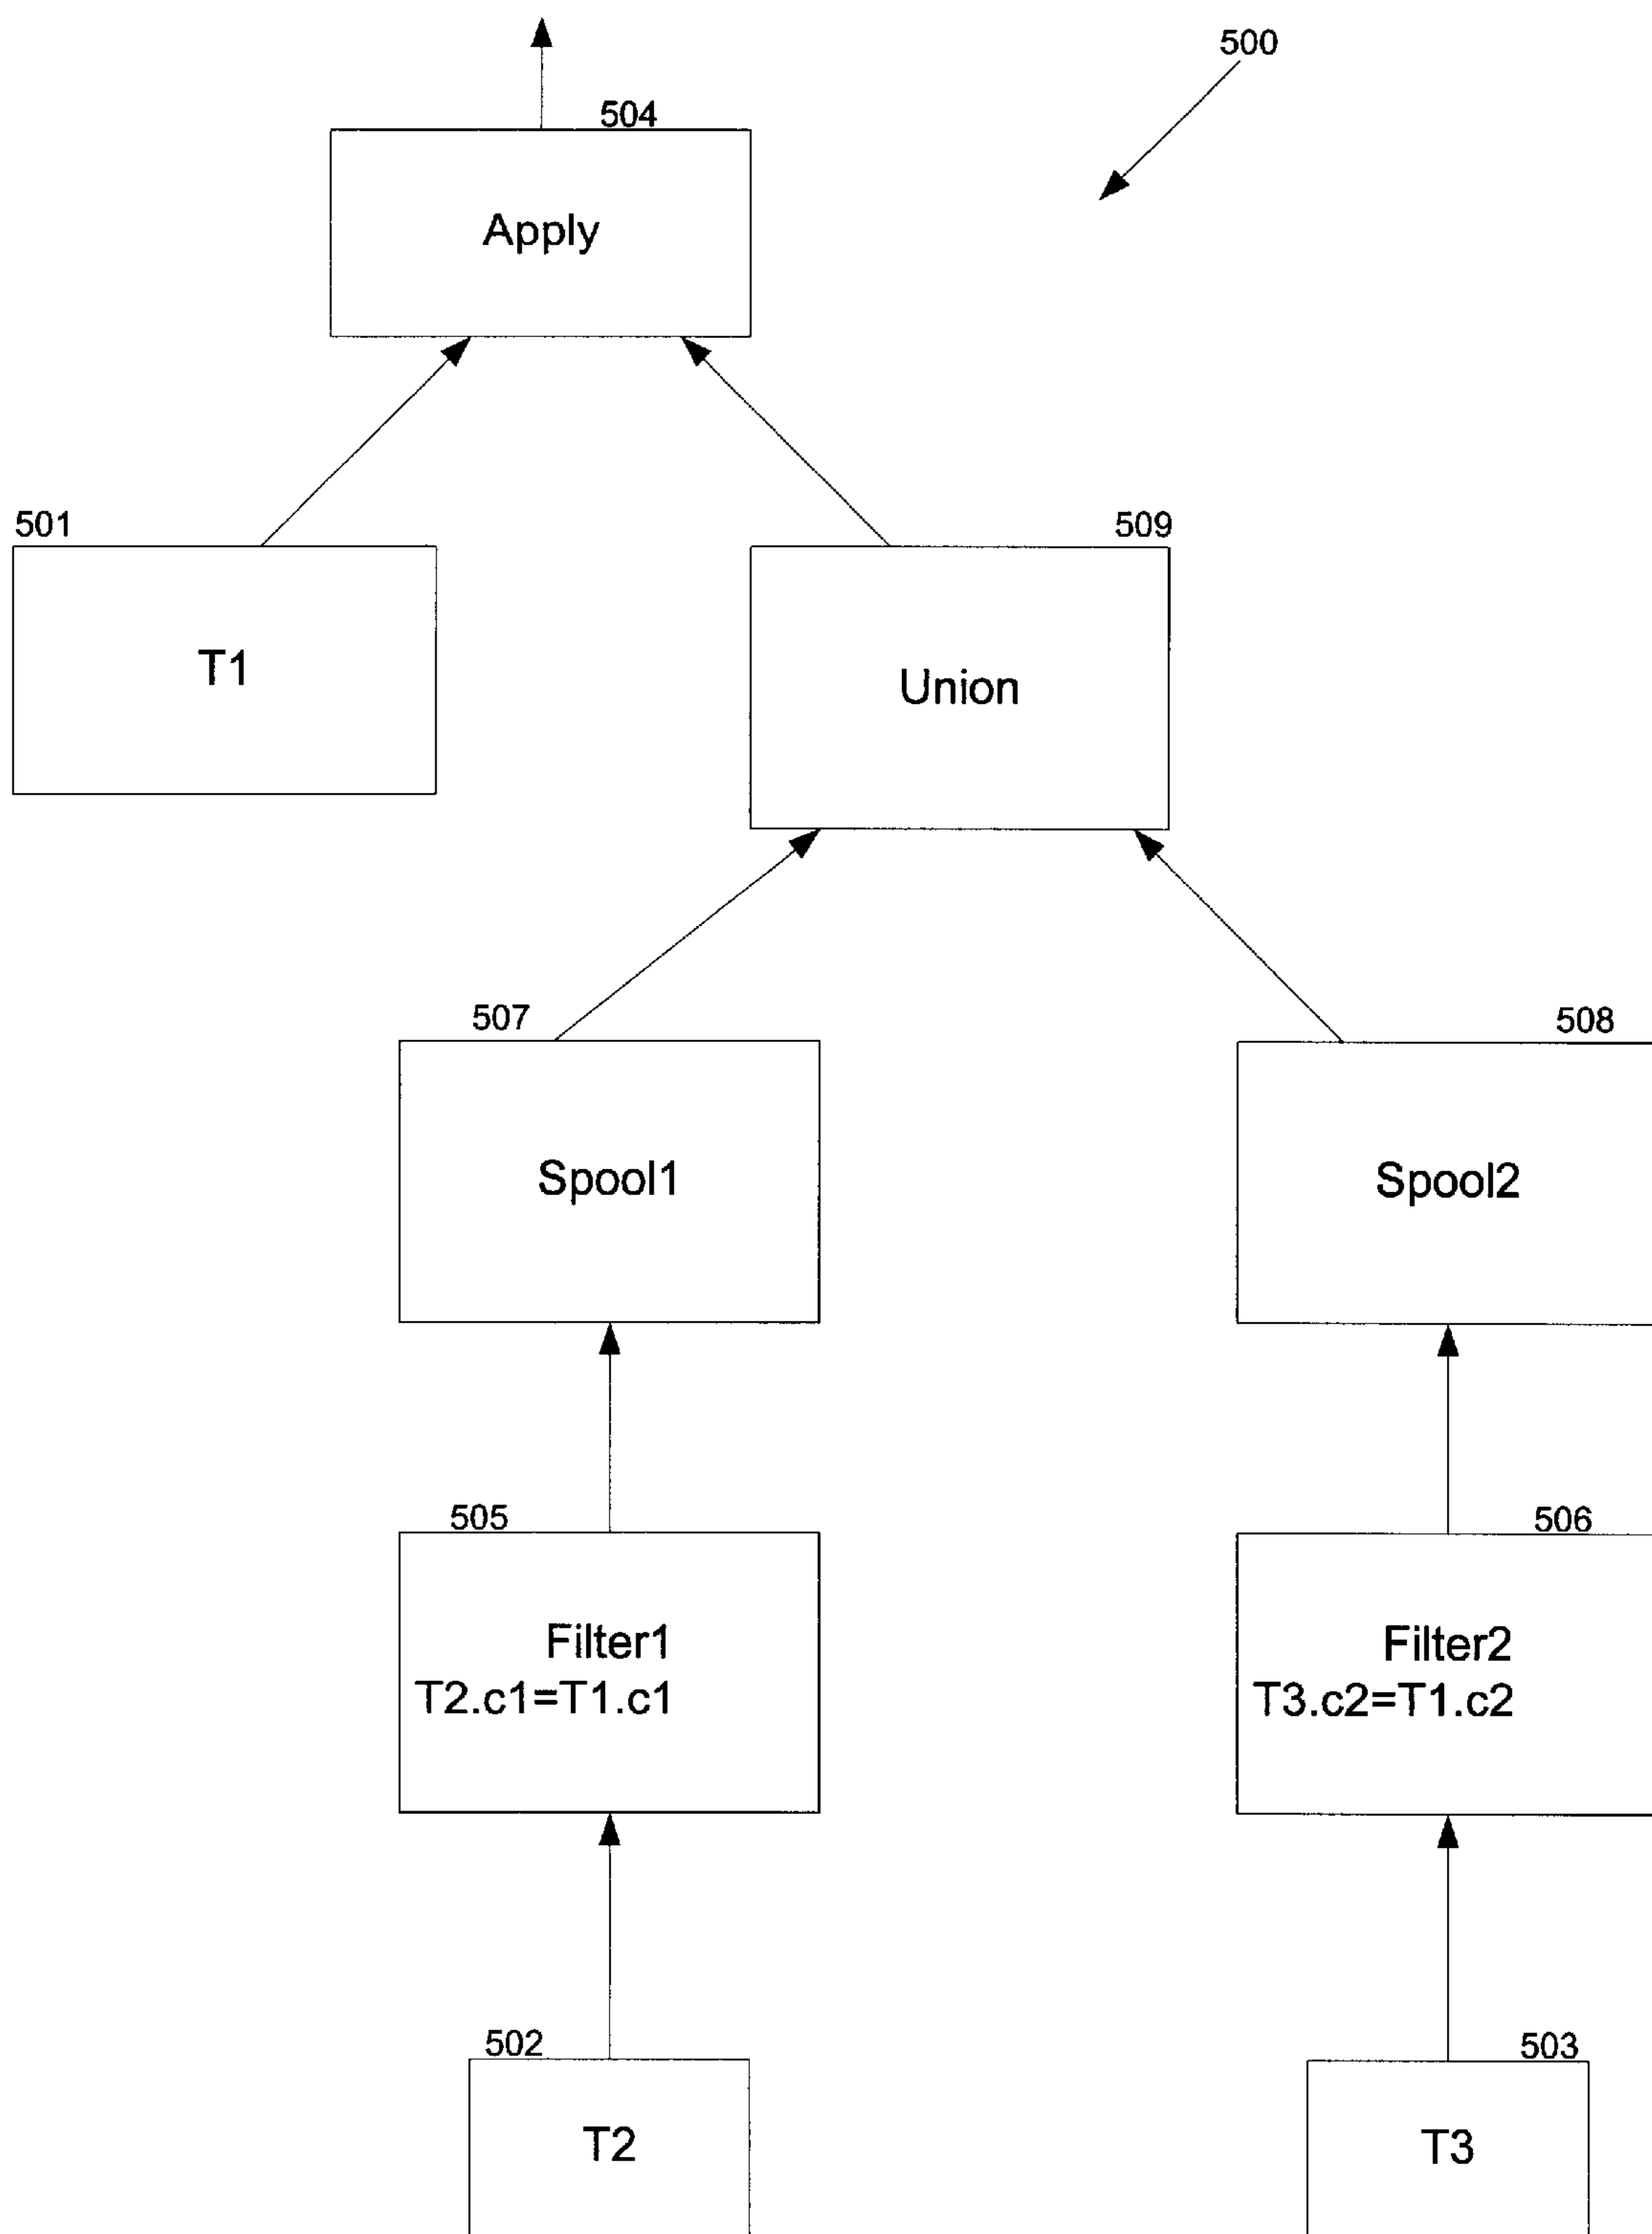 500
504
Apply
501
T1
509
Union
507
Spool1
508
Spool2
505
Filter1
T2.c1=T1.c1
506
Filter2
T3.c2=T1.c2
502
T2
503
T3